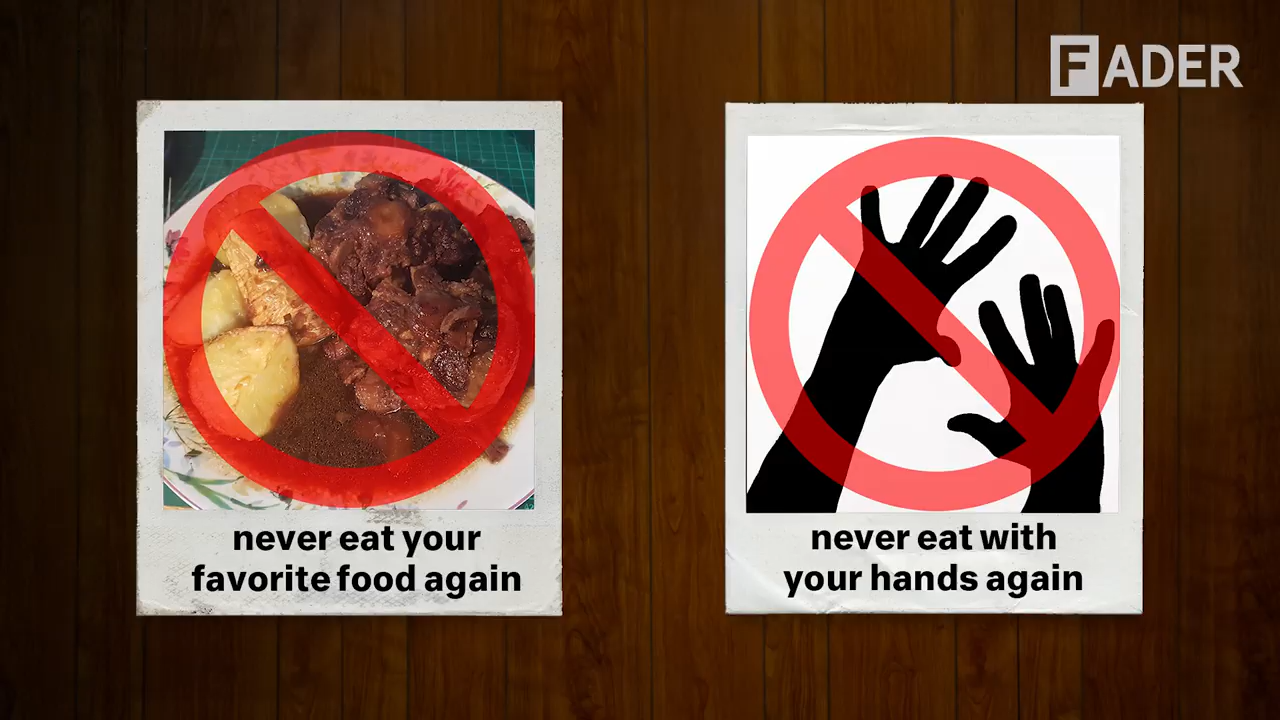 FADER
never eat your
favorite food again
never eat with
your hands again